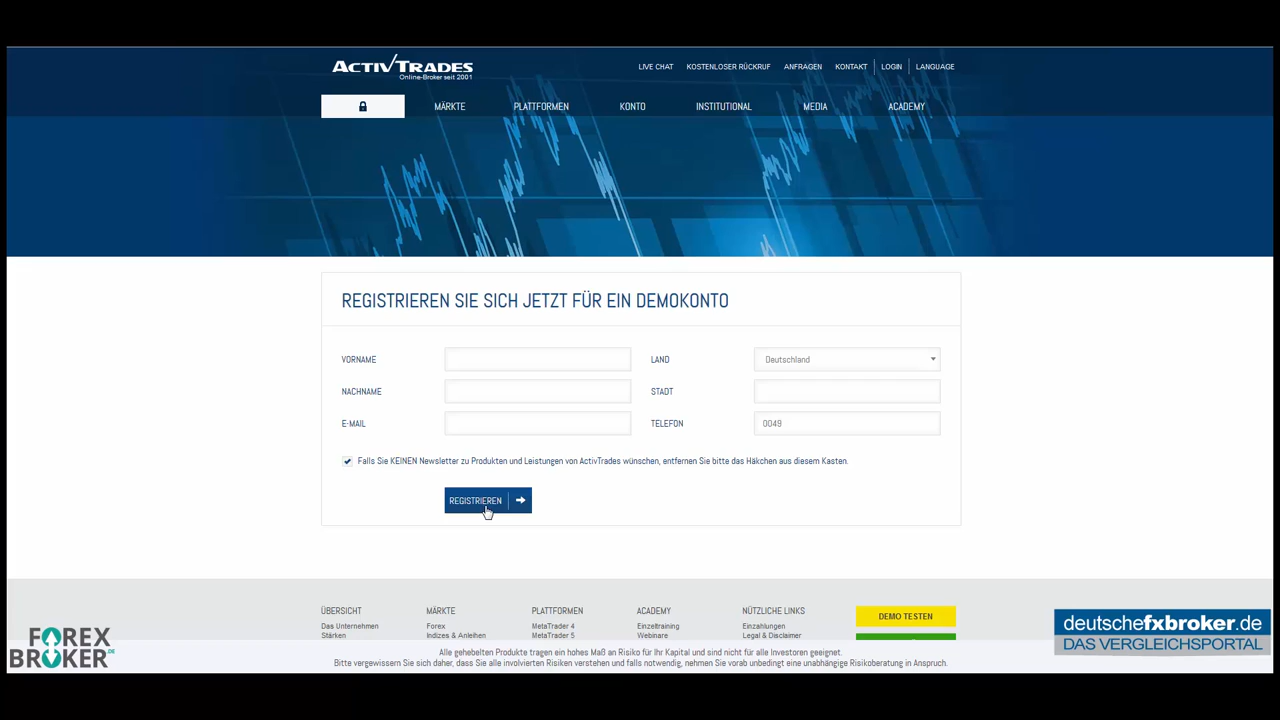 ACTIVTRADES
Online-Broker seit 2001
LIVE CHAT KOSTENLOSER RÜCKRUF ANFRAGEN KONTAKT LOGIN LANGUAGE
MÄRKTE PLATTFORMEN KONTO INSTITUTIONAL MEDIA ACADEMY
REGISTRIEREN SIE SICH JETZT FÜR EIN DEMOKONTO
VORNAME
LAND Deutschland
NACHNAME
STADT
E-MAIL
TELEFON 0049
Falls Sie KEINEN Newsletter zu Produkten und Leistungen von ActivTrades wünschen, entfernen Sie bitte das Häkchen aus diesem Kasten.
REGISTRIEREN
ÜBERSICHT MÄRKTE PLATTFORMEN ACADEMY NÜTZLICHE LINKS DEMO TESTEN
Das Unternehmen Forex MetaTrader 4 Einzeltraining Einzahlungen
Stärken Indizes & Anleihen MetaTrader 5 Webinare Legal & Disclaimer
Alle gehebelten Produkte tragen ein hohes Maß an Risiko für Ihr Kapital und sind nicht für alle Investoren geeignet.
Bitte vergewissern Sie sich daher, dass Sie alle involvierten Risiken verstehen und falls notwendig, nehmen Sie vorab unbedingt eine unabhängige Risikoberatung in Anspruch.
FOREX
BROKER.DE
deutschefxbroker.de
DAS VERGLEICHSPORTAL